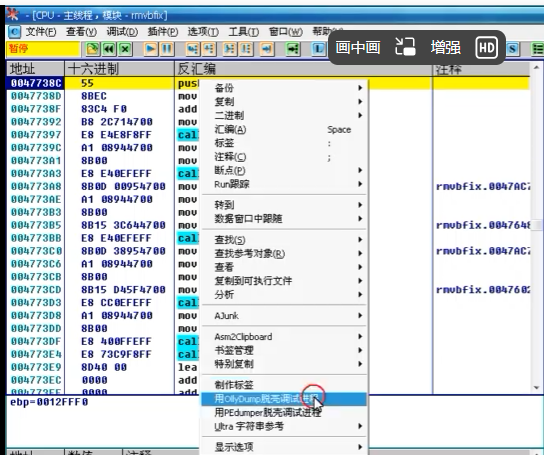 - [CPU - 主线程，模块 - rmvbfix]
文件(F) 查看(V) 调试(D) 插件(P) 选项(T) 工具(T) 窗口(W) 帮助
暂停
画中画 增强 HD
地址 十六进制 反汇编 注释
0047738C 55 pus
0047738D 8BEC mov
0047738F 83C4 F0 add
00477392 B8 2C714700 mov
00477397 E8 E4E8F8FF cal
0047739C A1 08944700 mov
004773A1 8B00 mov
004773A3 E8 E40EFEFF cal
004773A8 8B0D 00954700 mov rmvbfix.0047AC7
004773AE A1 08944700 mov
004773B3 8B00 mov
004773B5 8B15 3C644700 mov rmvbfix.0047648
004773BB E8 E40EFEFF cal
004773C0 8B0D 38954700 mov rmvbfix.0047AC7
004773C6 A1 08944700 mov
004773CB 8B00 mov
004773CD 8B15 D45F4700 mov rmvbfix.0047602
004773D3 E8 CC0EFEFF cal
004773D8 A1 08944700 mov
004773DD 8B00 mov
004773DF E8 400FFEFF cal
004773E4 E8 73C9F8FF cal
004773E9 8D40 00 lea
004773EC 0000 add
004773EE 0000 add
ebp=0012FFF0
备份
复制
二进制
汇编(A) Space
标签 :
注释(C) ;
断点(P)
Run跟踪
转到
数据窗口中跟随
查找(S)
查找参考对象(R)
查看
复制到可执行文件
分析
AJunk
Asm2Clipboard
书签管理
特别复制
制作标签
用OllyDump脱壳调试进程
用PEdumper脱壳调试进程
Ultra 字符串参考
显示选项
地址 数值 注释